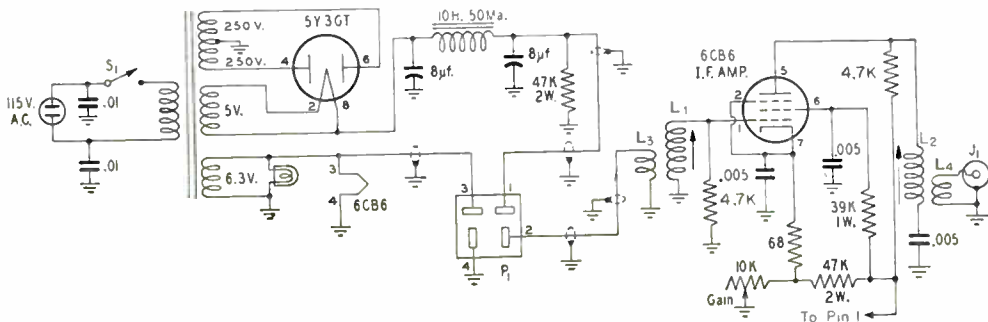 115V.
A.C.
S1
.01
.01
250V.
250V.
5V.
6.3V.
5Y3GT
4
6
2
8
3
4
6CB6
10H. 50Ma.
8µf.
8µf.
47K
2W.
3
1
2
4
P1
L3
L1
6CB6
I.F. AMP.
5
2
6
1
7
.005
4.7K
.005
68
10K
Gain
47K
2W.
39K
1W.
4.7K
L2
L4
J1
.005
To Pin 1